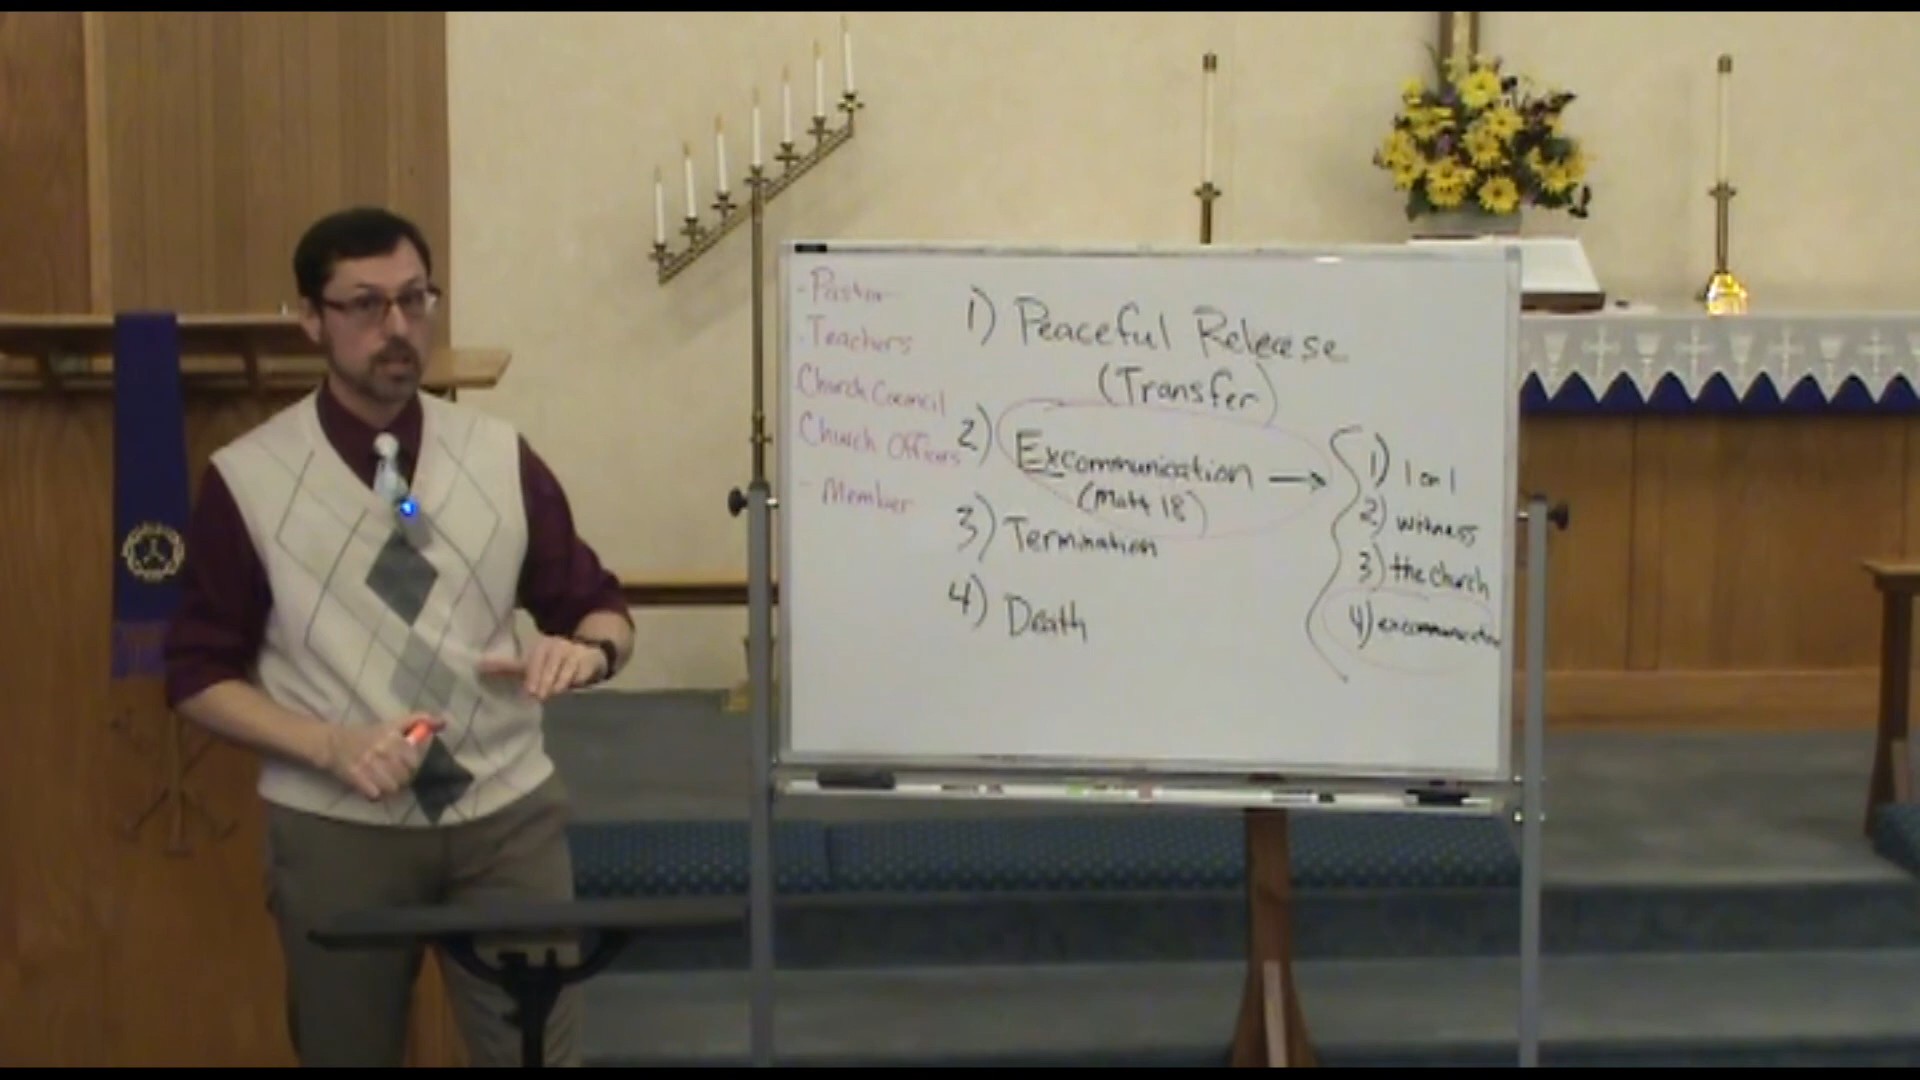 - Pastor
- Teachers
Church Council
Church Officers
- Member
1) Peaceful Release
(Transfer)
2) Excommunication →
(Matt 18)
3) Termination
4) Death
1) 1 on 1
2) witness
3) the church
4) excommunication